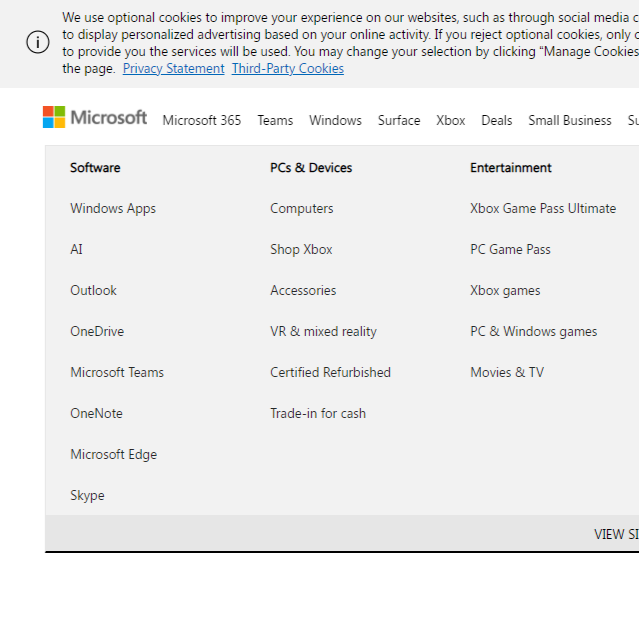 We use optional cookies to improve your experience on our websites, such as through social media c
to display personalized advertising based on your online activity. If you reject optional cookies, only c
to provide you the services will be used. You may change your selection by clicking “Manage Cookies
the page. Privacy Statement Third-Party Cookies
Microsoft Microsoft 365 Teams Windows Surface Xbox Deals Small Business Su
Software PCs & Devices Entertainment
Windows Apps Computers Xbox Game Pass Ultimate
AI Shop Xbox PC Game Pass
Outlook Accessories Xbox games
OneDrive VR & mixed reality PC & Windows games
Microsoft Teams Certified Refurbished Movies & TV
OneNote Trade-in for cash
Microsoft Edge
Skype
VIEW SI